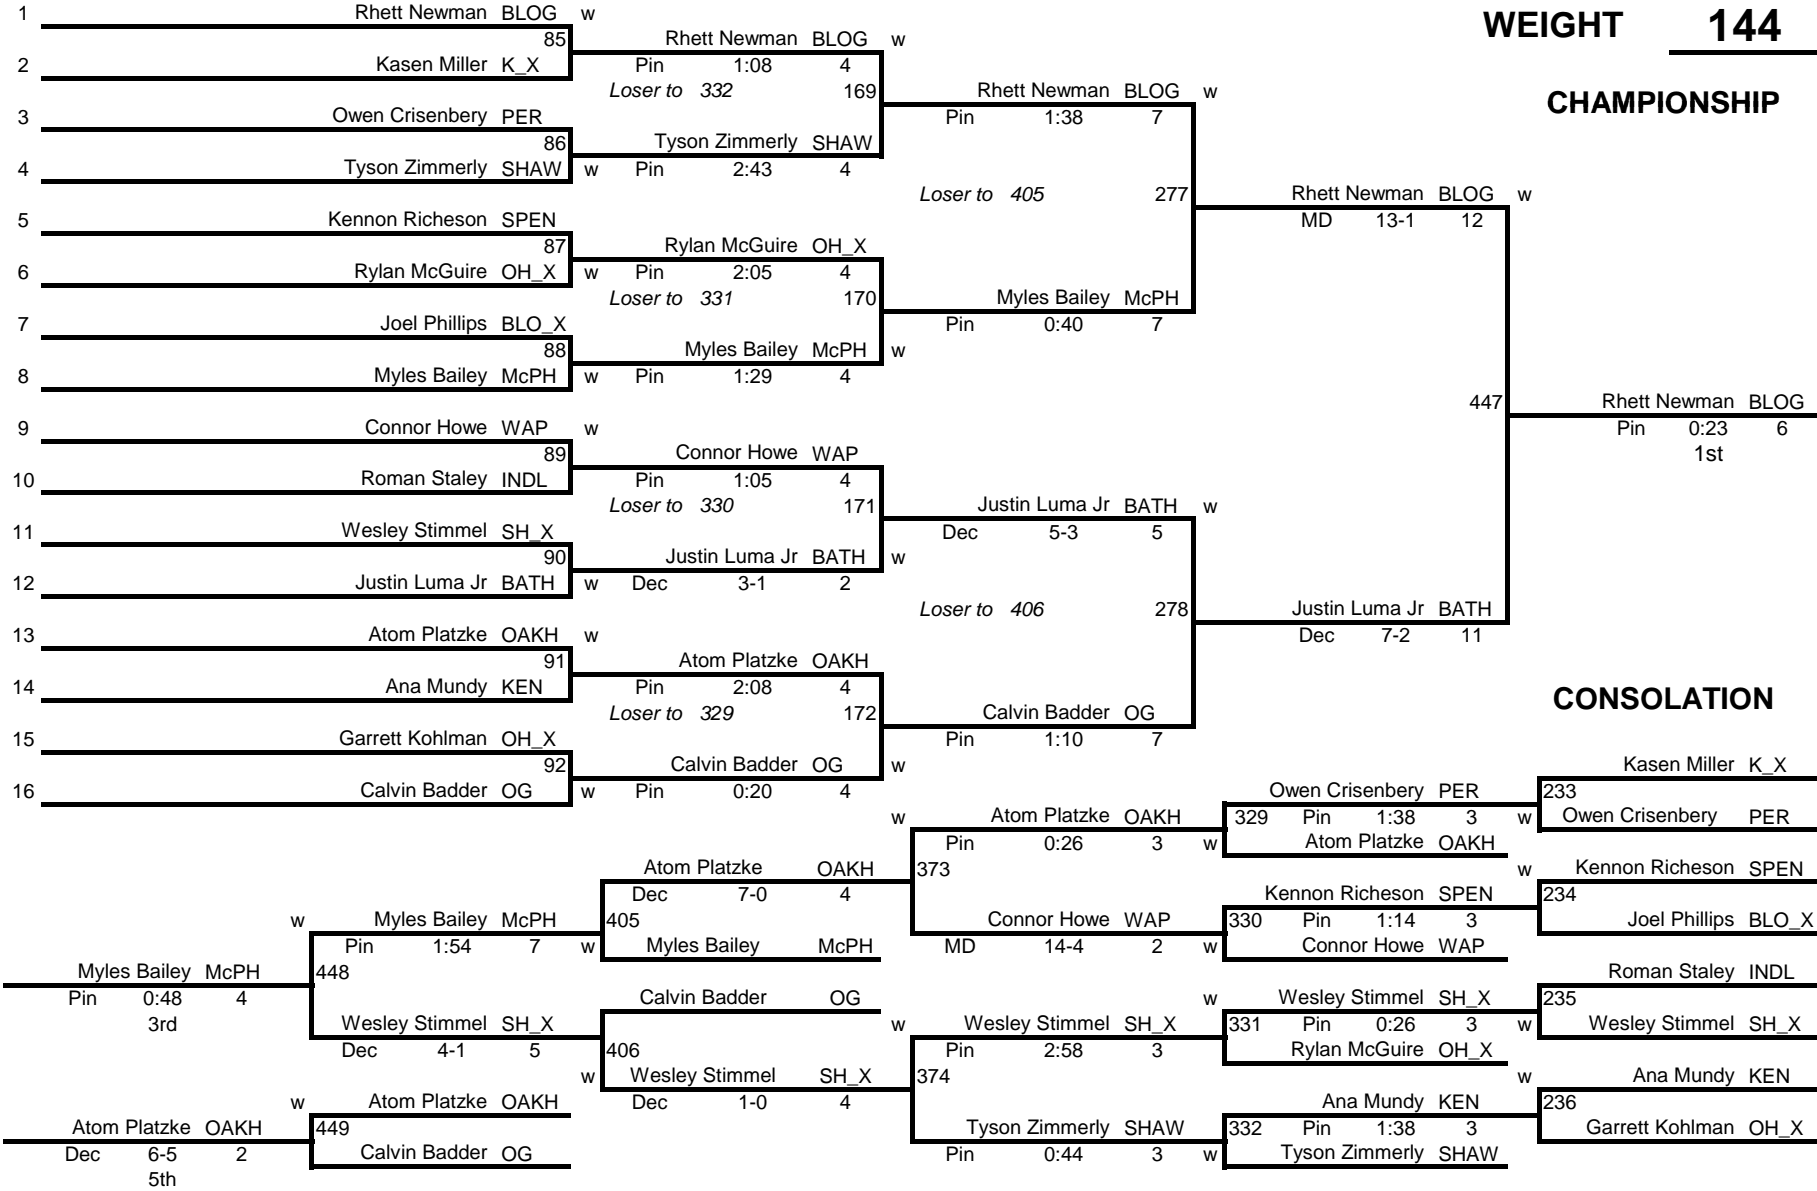 WEIGHT 144
CHAMPIONSHIP
1 Rhett Newman BLOG w
85
2 Kasen Miller K_X
3 Owen Crisenbery PER
86
4 Tyson Zimmerly SHAW w
5 Kennon Richeson SPEN
87
6 Rylan McGuire OH_X w
7 Joel Phillips BLO_X
88
8 Myles Bailey McPH w
9 Connor Howe WAP w
89
10 Roman Staley INDL
11 Wesley Stimmel SH_X
90
12 Justin Luma Jr BATH w
13 Atom Platzke OAKH w
91
14 Ana Mundy KEN
15 Garrett Kohlman OH_X
92
16 Calvin Badder OG w
Rhett Newman BLOG w
Pin 1:08 4
Loser to 332 169
Tyson Zimmerly SHAW
Pin 2:43 4
Rylan McGuire OH_X
Pin 2:05 4
Loser to 331 170
Myles Bailey McPH w
Pin 1:29 4
Connor Howe WAP
Pin 1:05 4
Loser to 330 171
Justin Luma Jr BATH w
Dec 3-1 2
Atom Platzke OAKH
Pin 2:08 4
Loser to 329 172
Calvin Badder OG w
Pin 0:20 4
Rhett Newman BLOG w
Pin 1:38 7
Loser to 405 277
Myles Bailey McPH
Pin 0:40 7
Justin Luma Jr BATH w
Dec 5-3 5
Loser to 406 278
Calvin Badder OG
Pin 1:10 7
Rhett Newman BLOG w
MD 13-1 12
447
Justin Luma Jr BATH
Dec 7-2 11
Rhett Newman BLOG
Pin 0:23 6
1st
CONSOLATION
Kasen Miller K_X
233
w Owen Crisenbery PER
w Kennon Richeson SPEN
234
Joel Phillips BLO_X
Roman Staley INDL
235
w Wesley Stimmel SH_X
w Ana Mundy KEN
236
Garrett Kohlman OH_X
Owen Crisenbery PER
329 Pin 1:38 3
w Atom Platzke OAKH
Kennon Richeson SPEN
330 Pin 1:14 3
w Connor Howe WAP
w Wesley Stimmel SH_X
331 Pin 0:26 3
Rylan McGuire OH_X
Ana Mundy KEN
332 Pin 1:38 3
w Tyson Zimmerly SHAW
w Atom Platzke OAKH
Pin 0:26 3
373
Connor Howe WAP
MD 14-4 2
w Wesley Stimmel SH_X
Pin 2:58 3
374
Tyson Zimmerly SHAW
Pin 0:44 3
Atom Platzke OAKH
Dec 7-0 4
405
w Myles Bailey McPH
Calvin Badder OG
406
w Wesley Stimmel SH_X
Dec 1-0 4
w Myles Bailey McPH
Pin 1:54 7
448
Wesley Stimmel SH_X
Dec 4-1 5
w Atom Platzke OAKH
449
Calvin Badder OG
Myles Bailey McPH
Pin 0:48 4
3rd
Atom Platzke OAKH
Dec 6-5 2
5th